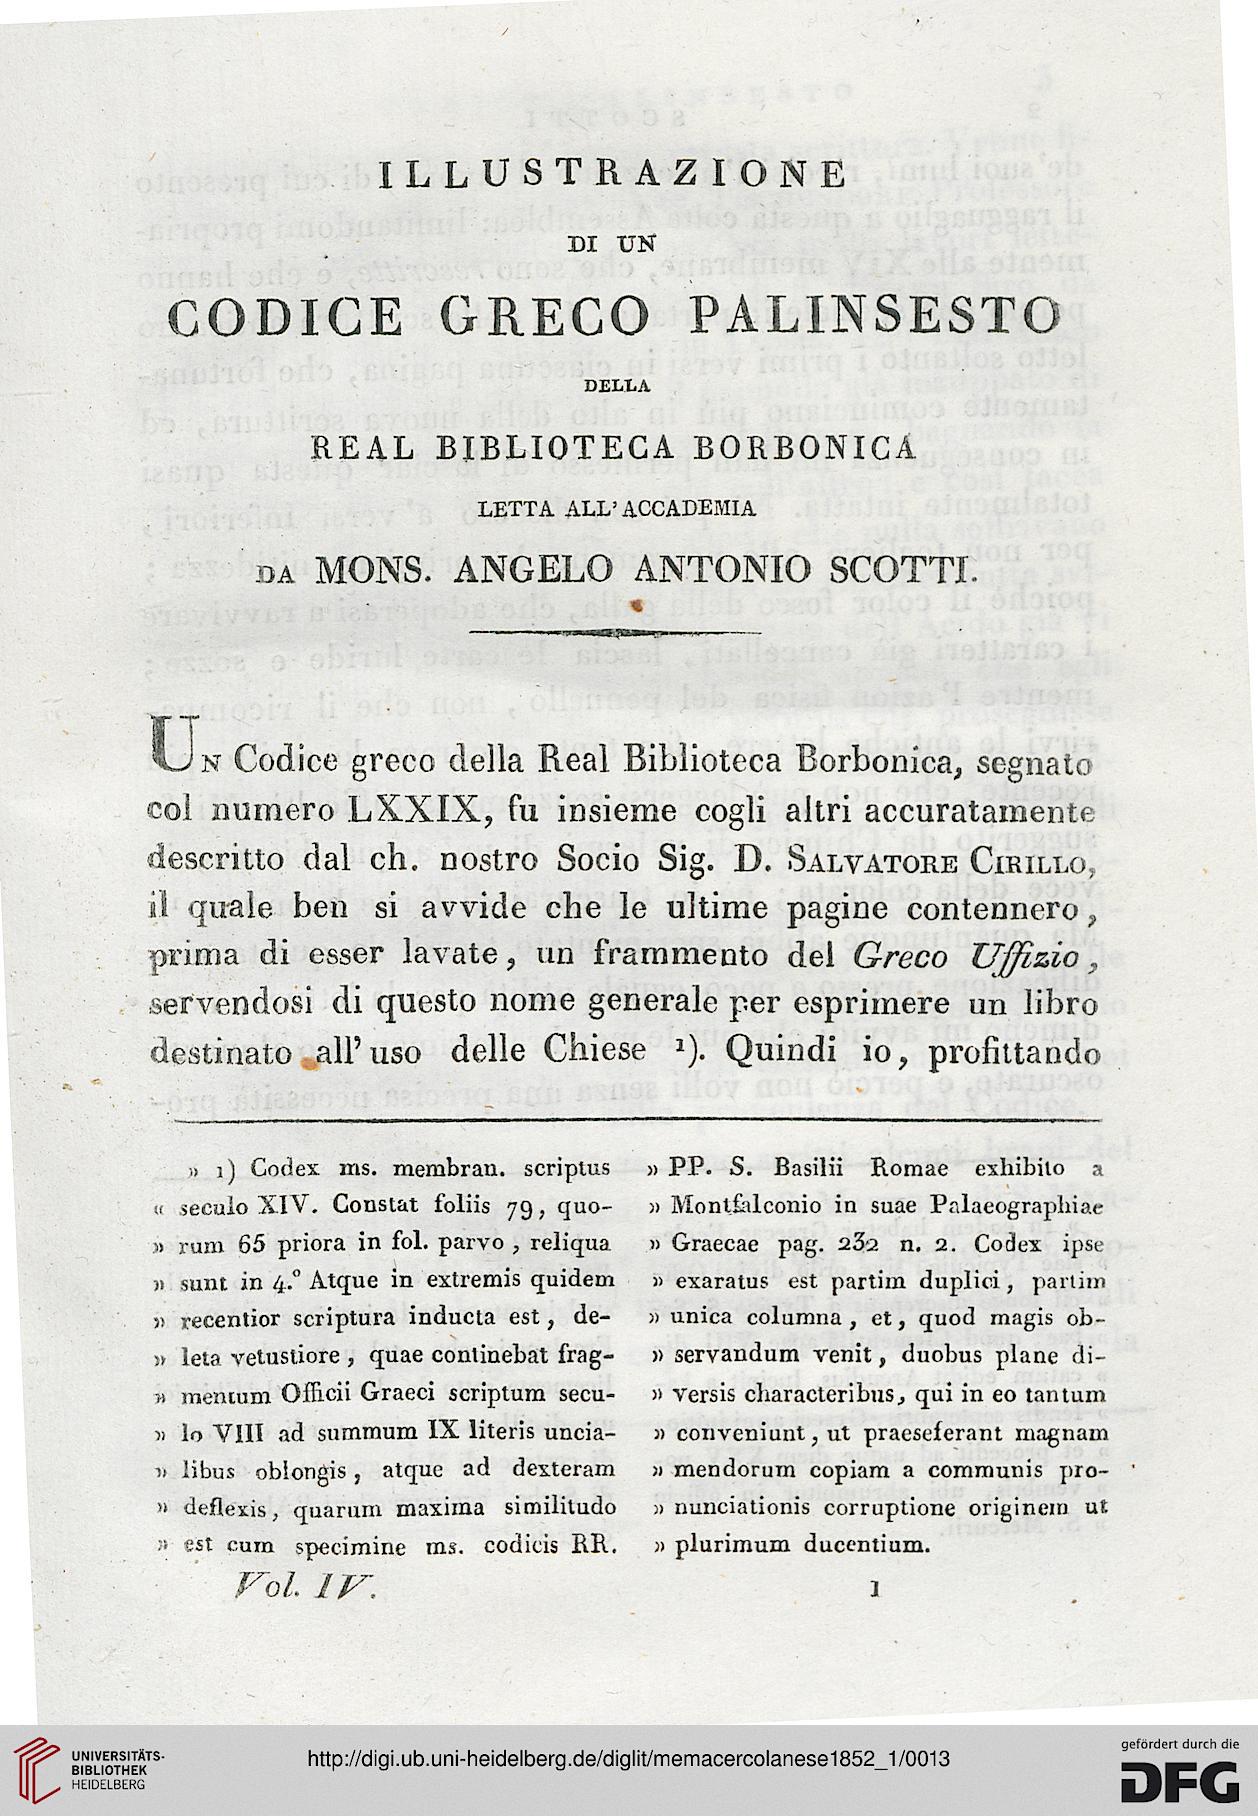 ILLUSTRAZIONE
DI UN
CODICE GRECO PALINSESTO
DELLA
REAL BIBLIOTECA BORBONICA
LETTA ALL' ACCADEMIA
DA MONS. ANGELO ANTONIO SCOTTI.
UN Codice greco della Real Biblioteca Borbonica, segnato
col numero LXXIX, fu insieme cogli altri accuratamente
descritto dal ch. nostro Socio Sig. D. SALVATORE CIRILLO,
il quale ben si avvide che le ultime pagine contennero,
prima di esser lavate, un frammento del Greco Uffizio,
servendosi di questo nome generale per esprimere un libro
destinato all' uso delle Chiese ¹). Quindi io, profittando
» 1) Codex ms. membran. scriptus
« seculo XIV. Constat foliis 79, quo-
» rum 65 priora in fol. parvo, reliqua
» sunt in 4.° Atque in extremis quidem
» recentior scriptura inducta est, de-
» leta vetustiore, quae continebat frag-
» mentum Officii Graeci scriptum secu-
» lo VIII ad summum IX literis uncia-
» libus oblongis, atque ad dexteram
» deflexis, quarum maxima similitudo
» est cum specimine ms. codicis RR.
» PP. S. Basilii Romae exhibito a
» Montfalconio in suae Palaeographiae
» Graecae pag. 232 n. 2. Codex ipse
» exaratus est partim duplici, partim
» unica columna, et, quod magis ob-
» servandum venit, duobus plane di-
» versis characteribus, qui in eo tantum
» conveniunt, ut praeseferant magnam
» mendorum copiam a communis pro-
» nunciationis corruptione originem ut
» plurimum ducentium.
Vol. IV. 1
UNIVERSITÄTS-
BIBLIOTHEK
HEIDELBERG
http://digi.ub.uni-heidelberg.de/diglit/memacercolanese1852_1/0013
gefördert durch die
DFG